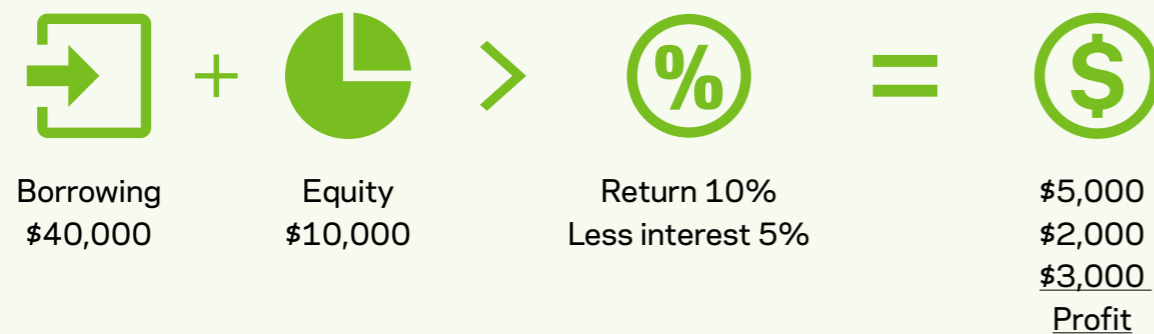 + > % = $
Borrowing
$40,000
Equity
$10,000
Return 10%
Less interest 5%
$5,000
$2,000
$3,000
Profit